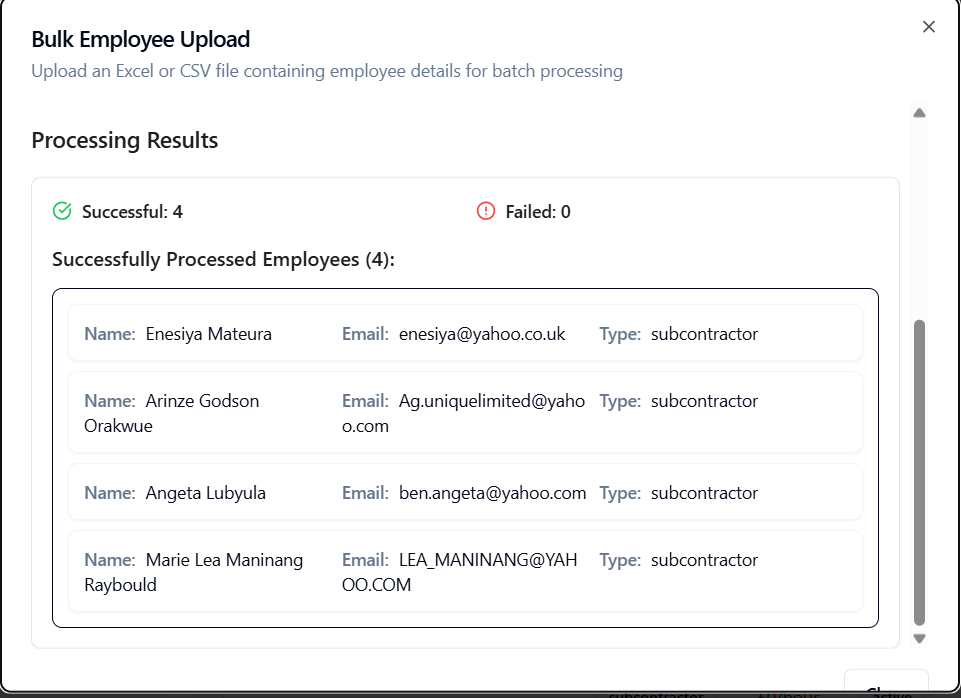 Bulk Employee Upload
Upload an Excel or CSV file containing employee details for batch processing
Processing Results
Successful: 4
Failed: 0
Successfully Processed Employees (4):
Name: Enesiya Mateura Email: enesiya@yahoo.co.uk Type: subcontractor
Name: Arinze Godson Email: Ag.uniquelimited@yaho Type: subcontractor
Orakwue o.com
Name: Angeta Lubyula Email: ben.angeta@yahoo.com Type: subcontractor
Name: Marie Lea Maninang Email: LEA_MANINANG@YAH Type: subcontractor
Raybould OO.COM